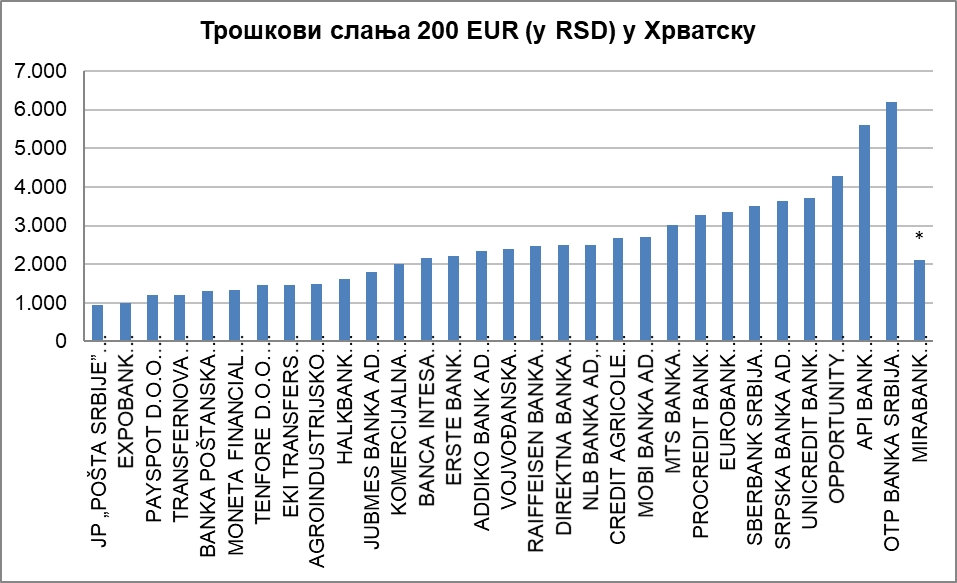 Трошкови слања 200 EUR (у RSD) у Хрватску
7.000
6.000
5.000
4.000
3.000
2.000
1.000
0
*
JP „POŠTA SRBIJE”...
EXPOBANK...
PAYSPOT D.O.O....
TRANSFERNOVA...
BANKA POŠTANSKA...
MONETA FINANCIAL...
TENFORE D.O.O....
EKI TRANSFERS...
AGROINDUSTRIJSKO...
HALKBANK...
JUBMES BANKA AD...
KOMERCIJALNA...
BANCA INTESA...
ERSTE BANK...
ADDIKO BANK AD...
VOJVOĐANSKA...
RAIFFEISEN BANKA...
DIREKTNA BANKA...
NLB BANKA AD,...
CREDIT AGRICOLE...
MOBI BANKA AD...
MTS BANKA...
PROCREDIT BANK...
EUROBANK...
SBERBANK SRBIJA...
SRPSKA BANKA AD...
UNICREDIT BANK...
OPPORTUNITY...
API BANK...
OTP BANKA SRBIJA...
MIRABANK...